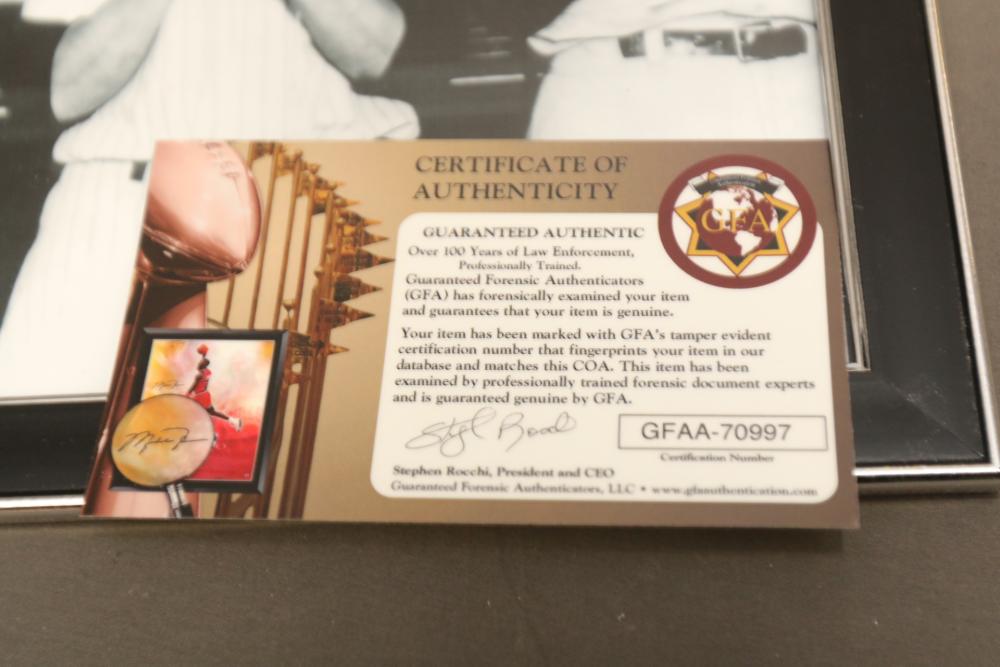 CERTIFICATE OF
AUTHENTICITY
GFA
GUARANTEED AUTHENTIC
Over 100 Years of Law Enforcement,
Professionally Trained.
Guaranteed Forensic Authenticators
(GFA) has forensically examined your item
and guarantees that your item is genuine.
Your item has been marked with GFA's tamper evident
certification number that fingerprints your item in our
database and matches this COA. This item has been
examined by professionally trained forensic document experts
and is guaranteed genuine by GFA.
GFAA-70997
Certification Number
Stephen Rocchi, President and CEO
Guaranteed Forensic Authenticators, LLC • www.gfaauthentication.com